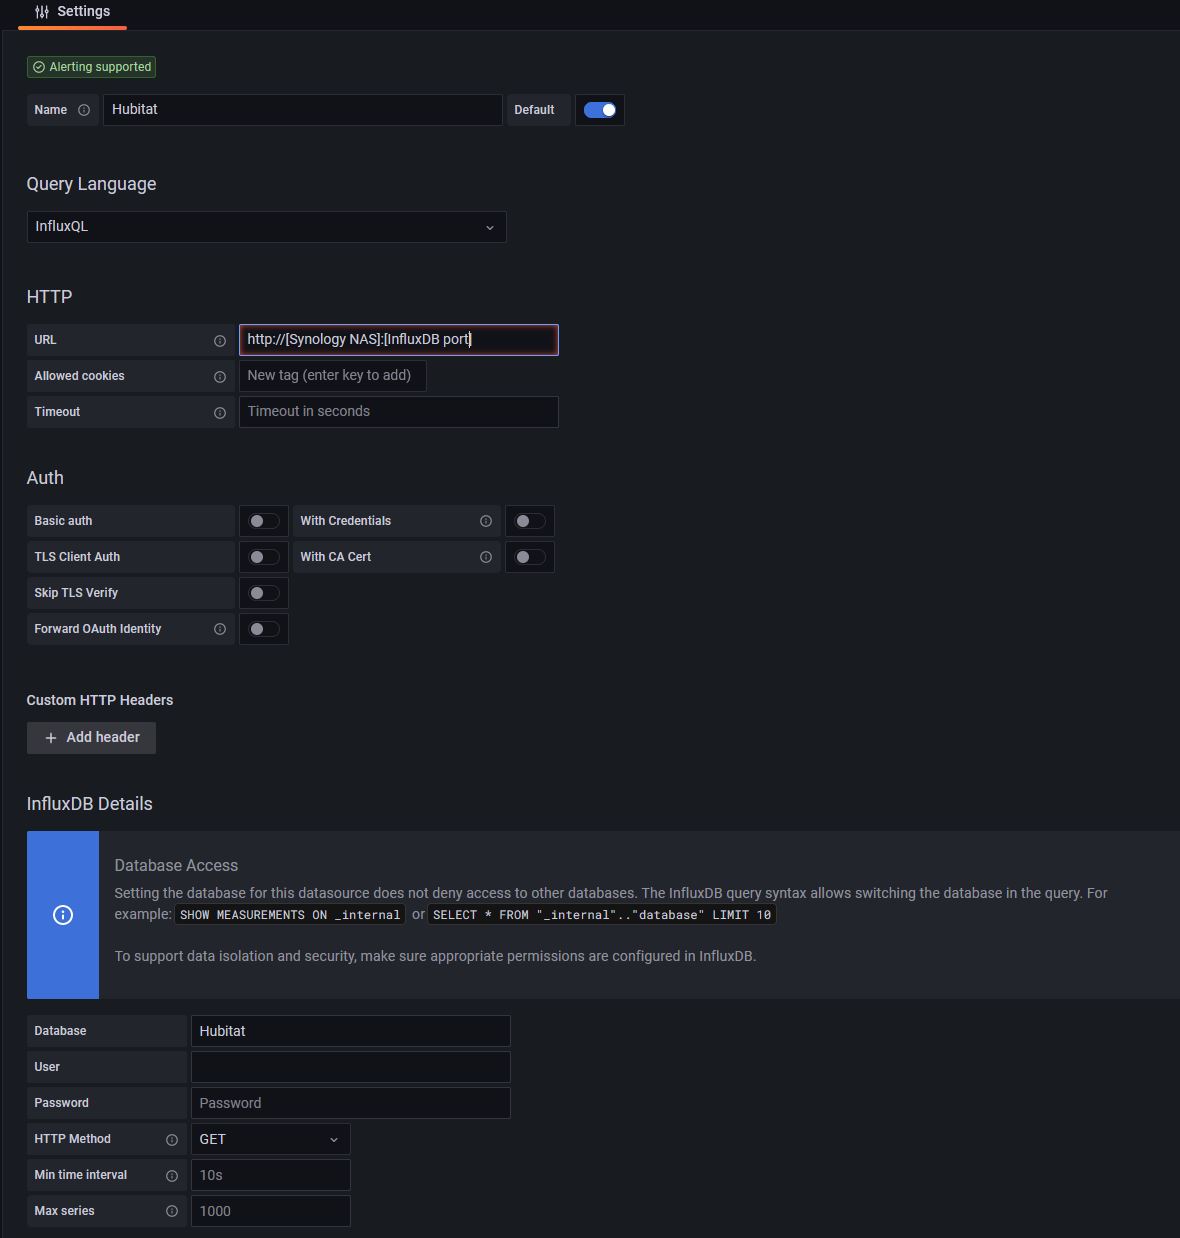 Settings
Alerting supported
Name Hubitat Default
Query Language
InfluxQL
HTTP
URL http://[Synology NAS]:[InfluxDB port]
Allowed cookies New tag (enter key to add)
Timeout Timeout in seconds
Auth
Basic auth With Credentials
TLS Client Auth With CA Cert
Skip TLS Verify
Forward OAuth Identity
Custom HTTP Headers
+ Add header
InfluxDB Details
Database Access
Setting the database for this datasource does not deny access to other databases. The InfluxDB query syntax allows switching the database in the query. For
example: SHOW MEASUREMENTS ON _internal or SELECT * FROM "_internal".."database" LIMIT 10
To support data isolation and security, make sure appropriate permissions are configured in InfluxDB.
Database Hubitat
User
Password Password
HTTP Method GET
Min time interval 10s
Max series 1000